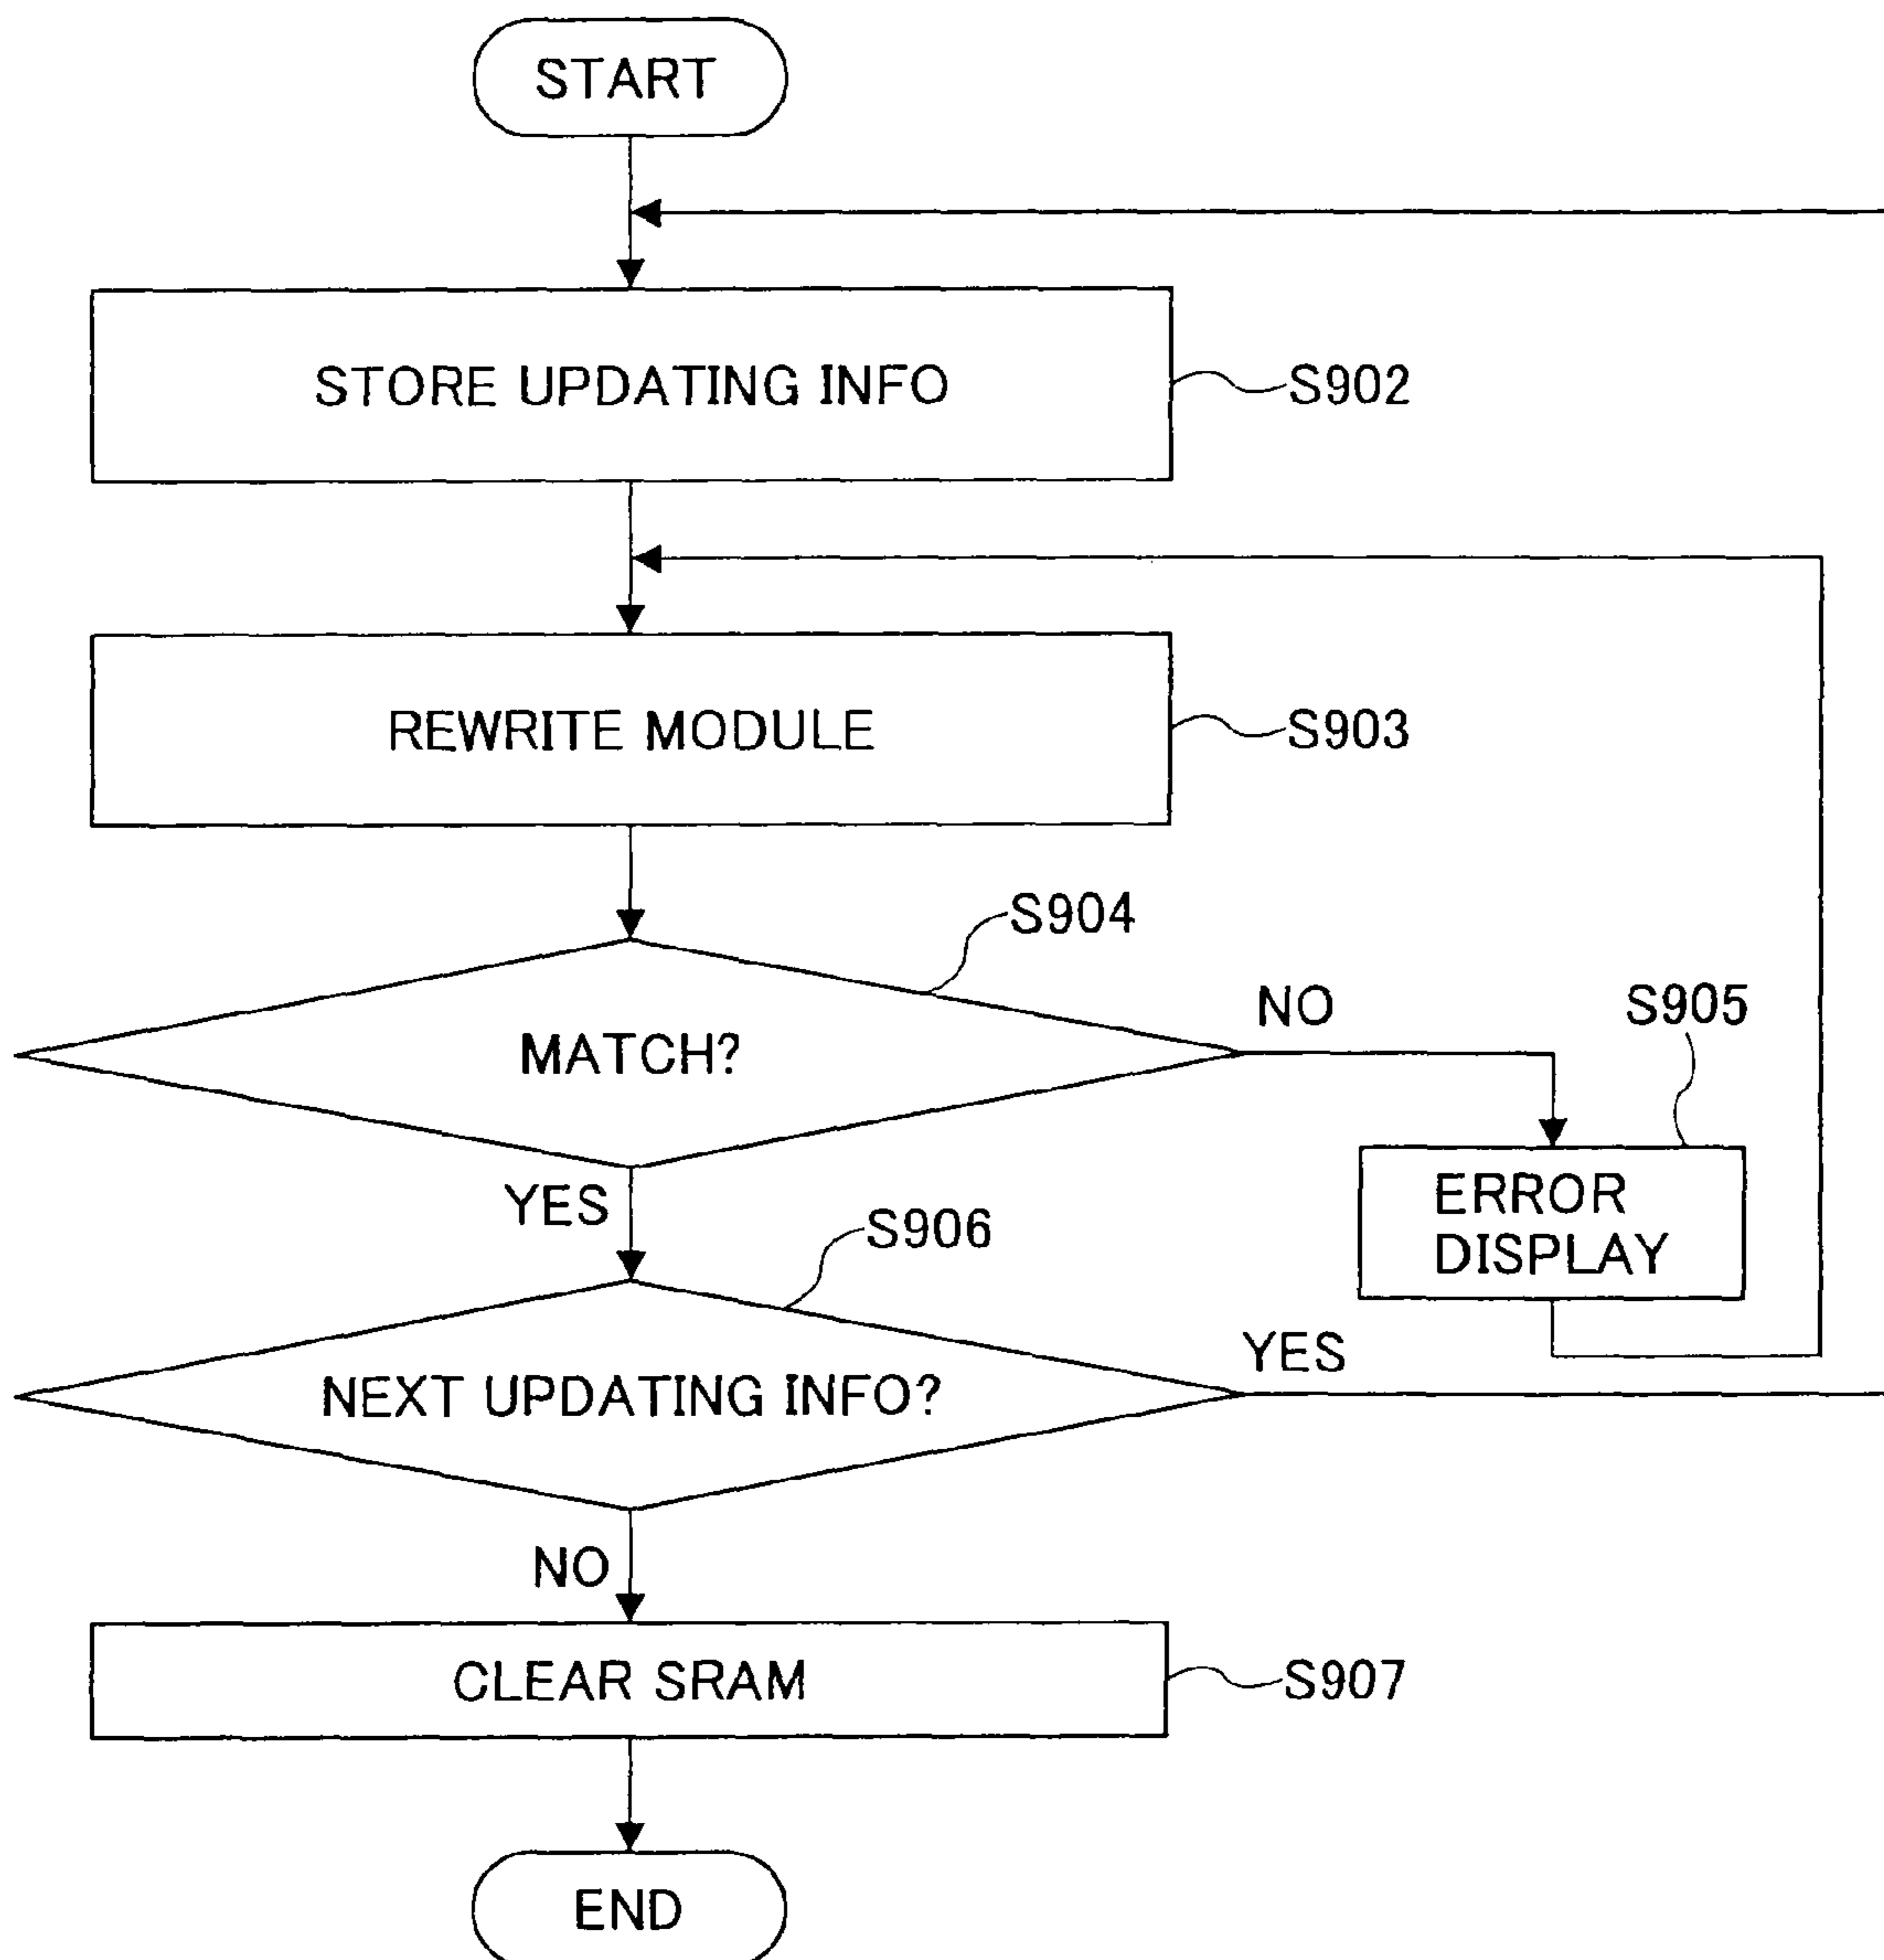 START
STORE UPDATING INFO
S902
REWRITE MODULE
S903
S904
MATCH?
NO
S905
ERROR
DISPLAY
YES
S906
NEXT UPDATING INFO?
YES
NO
CLEAR SRAM
S907
END